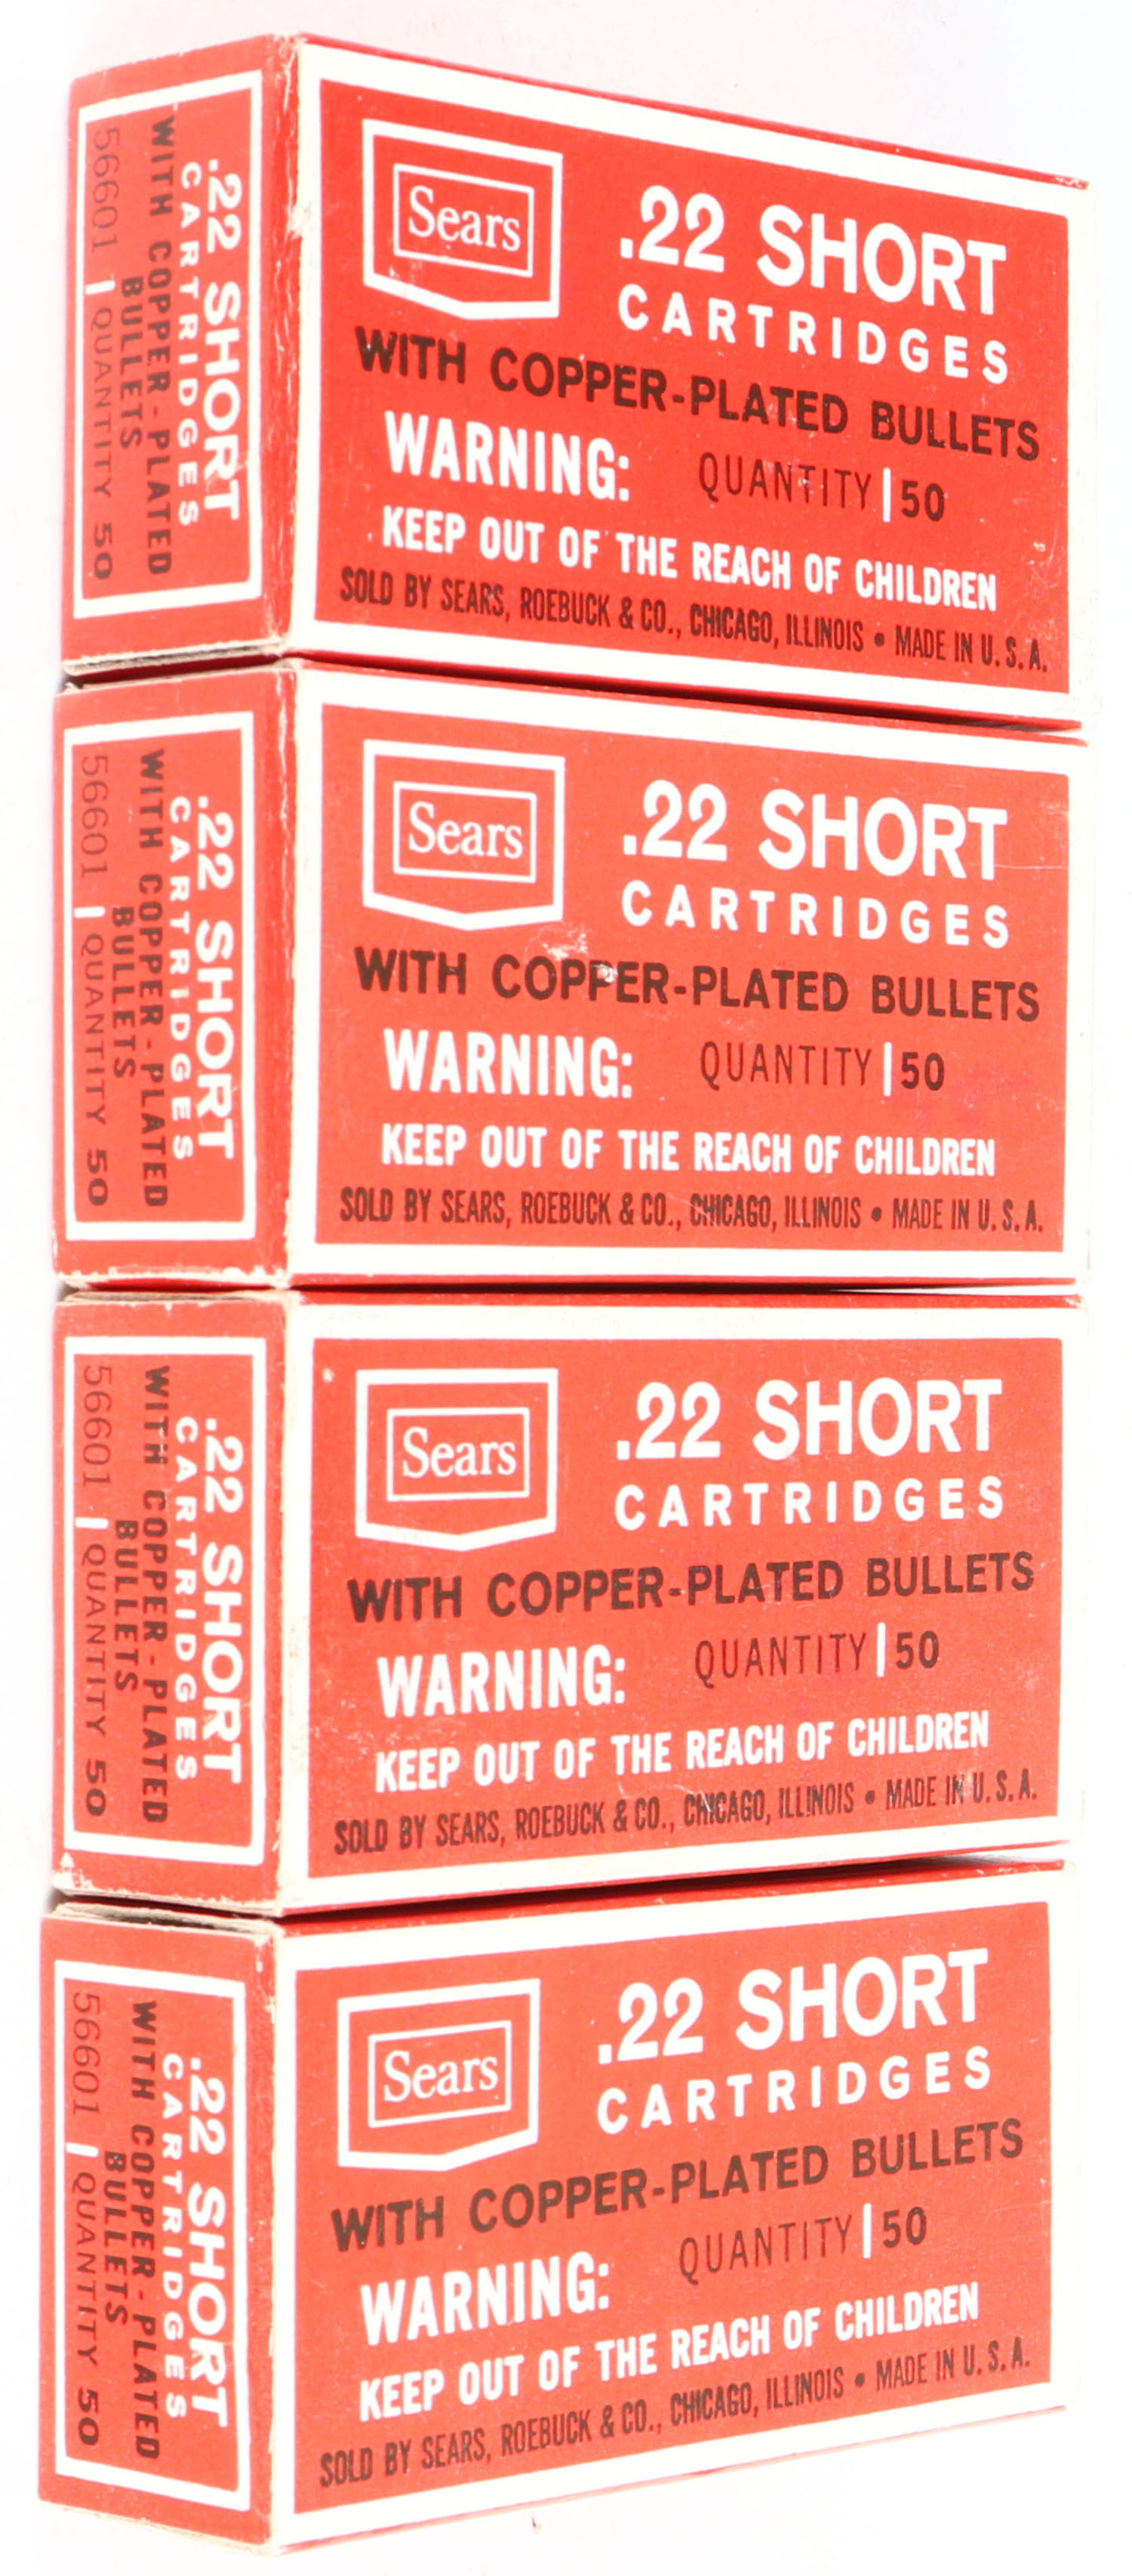 .22 SHORT
CARTRIDGES
WITH COPPER-PLATED
BULLETS
56601 | QUANTITY 50
Sears
.22 SHORT
CARTRIDGES
WITH COPPER-PLATED BULLETS
WARNING: QUANTITY | 50
KEEP OUT OF THE REACH OF CHILDREN
SOLD BY SEARS, ROEBUCK & CO., CHICAGO, ILLINOIS • MADE IN U.S.A.
.22 SHORT
CARTRIDGES
WITH COPPER-PLATED
BULLETS
56601 | QUANTITY 50
Sears
.22 SHORT
CARTRIDGES
WITH COPPER-PLATED BULLETS
WARNING: QUANTITY | 50
KEEP OUT OF THE REACH OF CHILDREN
SOLD BY SEARS, ROEBUCK & CO., CHICAGO, ILLINOIS • MADE IN U.S.A.
.22 SHORT
CARTRIDGES
WITH COPPER-PLATED
BULLETS
56601 | QUANTITY 50
Sears
.22 SHORT
CARTRIDGES
WITH COPPER-PLATED BULLETS
WARNING: QUANTITY | 50
KEEP OUT OF THE REACH OF CHILDREN
SOLD BY SEARS, ROEBUCK & CO., CHICAGO, ILLINOIS • MADE IN U.S.A.
.22 SHORT
CARTRIDGES
WITH COPPER-PLATED
BULLETS
56601 | QUANTITY 50
Sears
.22 SHORT
CARTRIDGES
WITH COPPER-PLATED BULLETS
WARNING: QUANTITY | 50
KEEP OUT OF THE REACH OF CHILDREN
SOLD BY SEARS, ROEBUCK & CO., CHICAGO, ILLINOIS • MADE IN U.S.A.